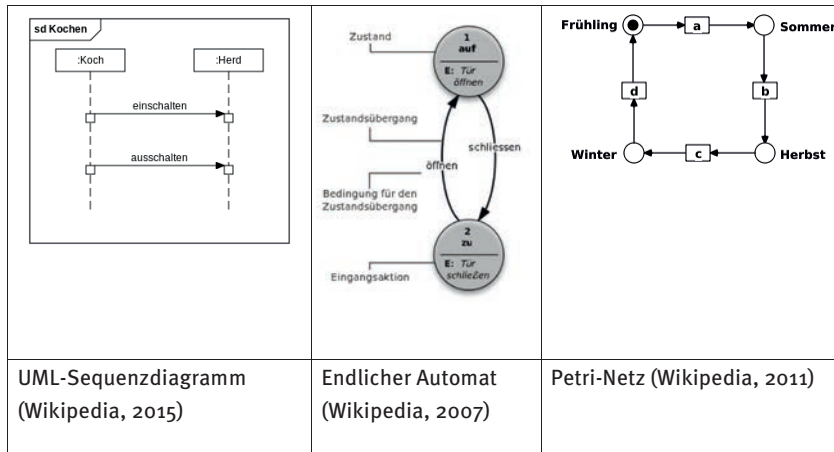 sd Kochen
:Koch
:Herd
einschalten
ausschalten
Zustand
1
auf
E: Tür
öffnen
Zustandsübergang
schliessen
öffnen
Bedingung für den
Zustandsübergang
2
zu
E: Tür
schließen
Eingangsaktion
Frühling
a
Sommer
d
b
Winter
c
Herbst
UML-Sequenzdiagramm
(Wikipedia, 2015)
Endlicher Automat
(Wikipedia, 2007)
Petri-Netz (Wikipedia, 2011)